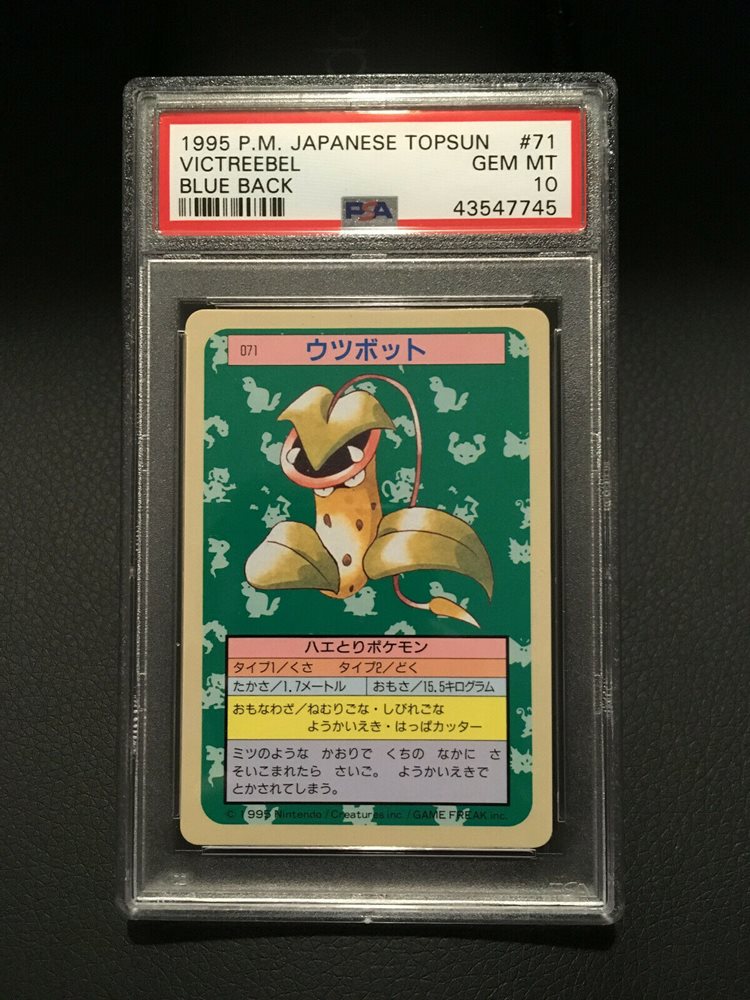 1995 P.M. JAPANESE TOPSUN #71
VICTREEBEL GEM MT
BLUE BACK 10
PSA 43547745
071 ウツボット
ハエとりポケモン
タイプ1/くさ タイプ2/どく
たかさ/1.7メートル おもさ/15.5キログラム
おもなわざ/ねむりごな・しびれごな
ようかいえき・はっぱカッター
ミツのような かおりで くちの なかに さ
そいこまれたら さいご。 ようかいえきで
とかされてしまう。
© 1995 Nintendo / Creatures inc. / GAME FREAK inc.